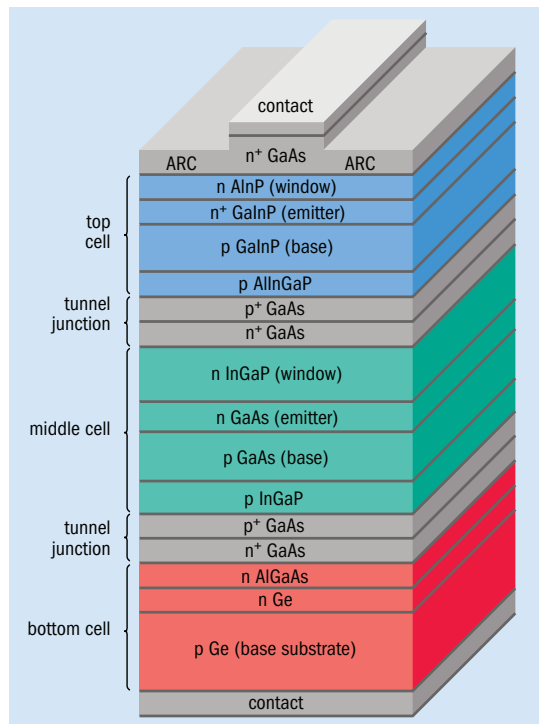 contact
n⁺ GaAs
ARC ARC
n AlnP (window)
n⁺ GaInP (emitter)
top
cell
p GaInP (base)
p AlInGaP
tunnel
junction
p⁺ GaAs
n⁺ GaAs
n InGaP (window)
n GaAs (emitter)
middle cell
p GaAs (base)
p InGaP
tunnel
junction
p⁺ GaAs
n⁺ GaAs
n AlGaAs
n Ge
bottom cell
p Ge (base substrate)
contact